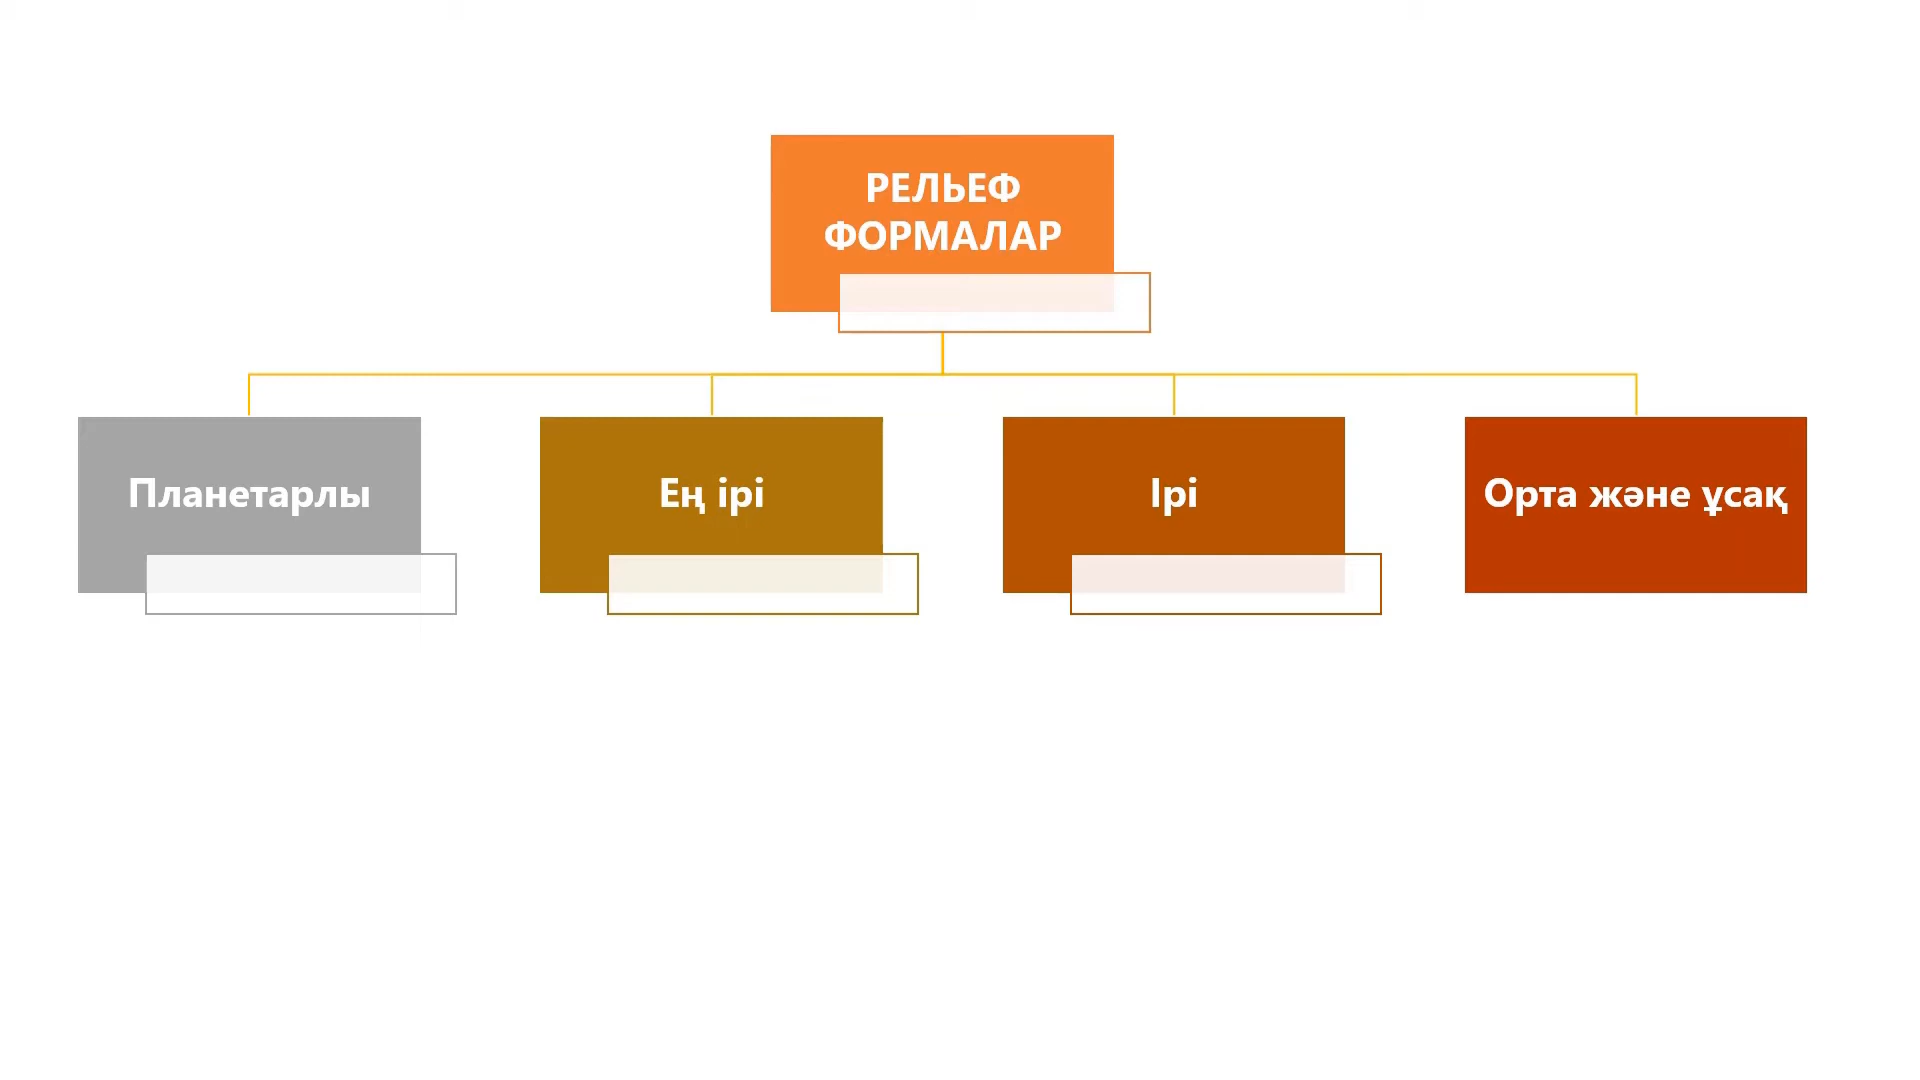 РЕЛЬЕФ
ФОРМАЛАР
Планетарлы
Ең ірі
Ірі
Орта және ұсақ